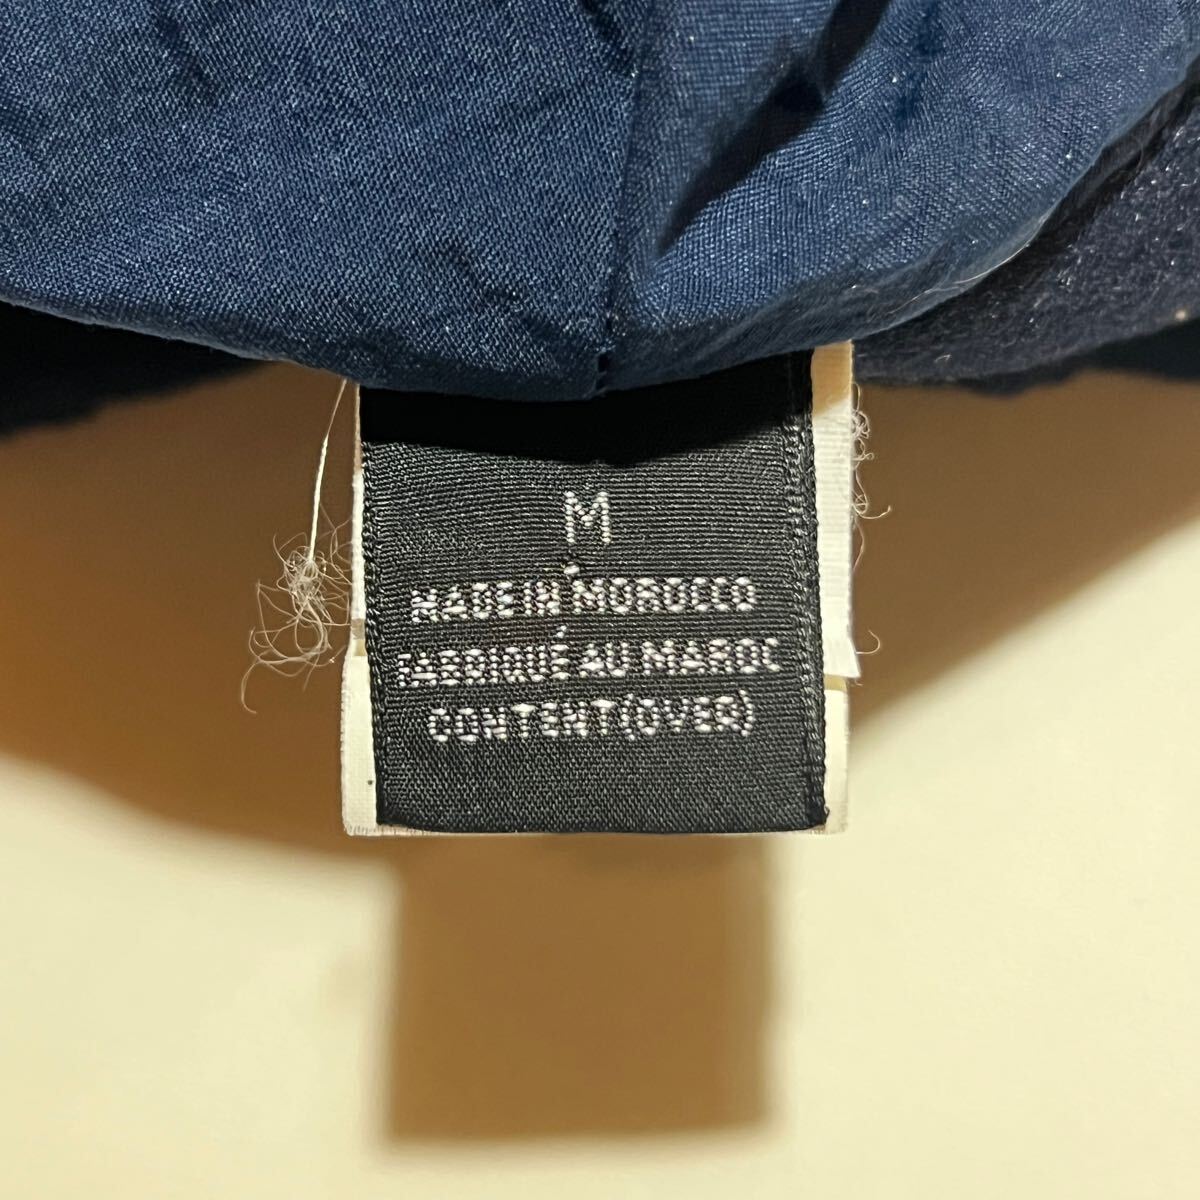 M
MADE IN MOROCCO
FABRIQUÉ AU MAROC
CONTENT (OVER)